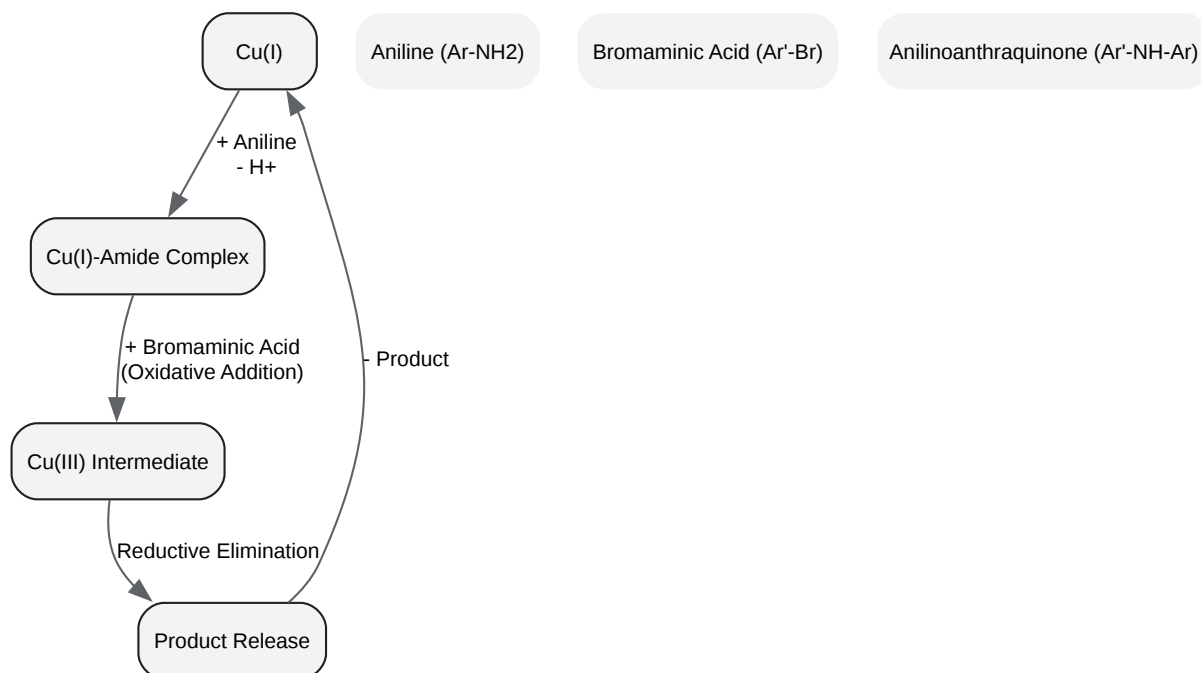 Cu(I)
Aniline (Ar-NH2)
Bromaminic Acid (Ar'-Br)
Anilinoanthraquinone (Ar'-NH-Ar)
+ Aniline
- H+
Cu(I)-Amide Complex
+ Bromaminic Acid
(Oxidative Addition)
- Product
Cu(III) Intermediate
Reductive Elimination
Product Release